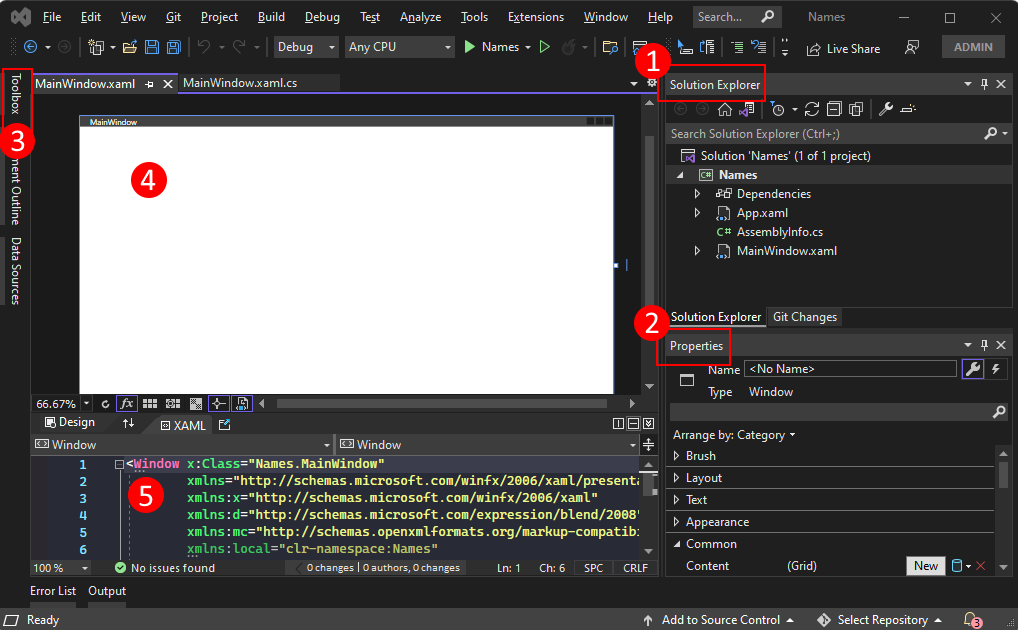 File Edit View Git Project Build Debug Test Analyze Tools Extensions Window Help Search... Names
Debug Any CPU Names Live Share ADMIN
1
Toolbox
3
Document Outline
Data Sources
MainWindow.xaml MainWindow.xaml.cs
MainWindow
4
Solution Explorer
Search Solution Explorer (Ctrl+;)
Solution 'Names' (1 of 1 project)
C# Names
Dependencies
App.xaml
C# AssemblyInfo.cs
MainWindow.xaml
Solution Explorer Git Changes
2
Properties
Name <No Name>
Type Window
Arrange by: Category
Brush
Layout
Text
Appearance
Common
Content (Grid) New
66.67% fx
Design XAML
Window Window
1 <Window x:Class="Names.MainWindow"
2 xmlns="http://schemas.microsoft.com/winfx/2006/xaml/presenta
3 xmlns:x="http://schemas.microsoft.com/winfx/2006/xaml"
4 xmlns:d="http://schemas.microsoft.com/expression/blend/2008"
5 xmlns:mc="http://schemas.openxmlformats.org/markup-compatibi
6 xmlns:local="clr-namespace:Names"
5
100 % No issues found 0 changes | 0 authors, 0 changes Ln: 1 Ch: 6 SPC CRLF
Error List Output
Ready Add to Source Control Select Repository 3